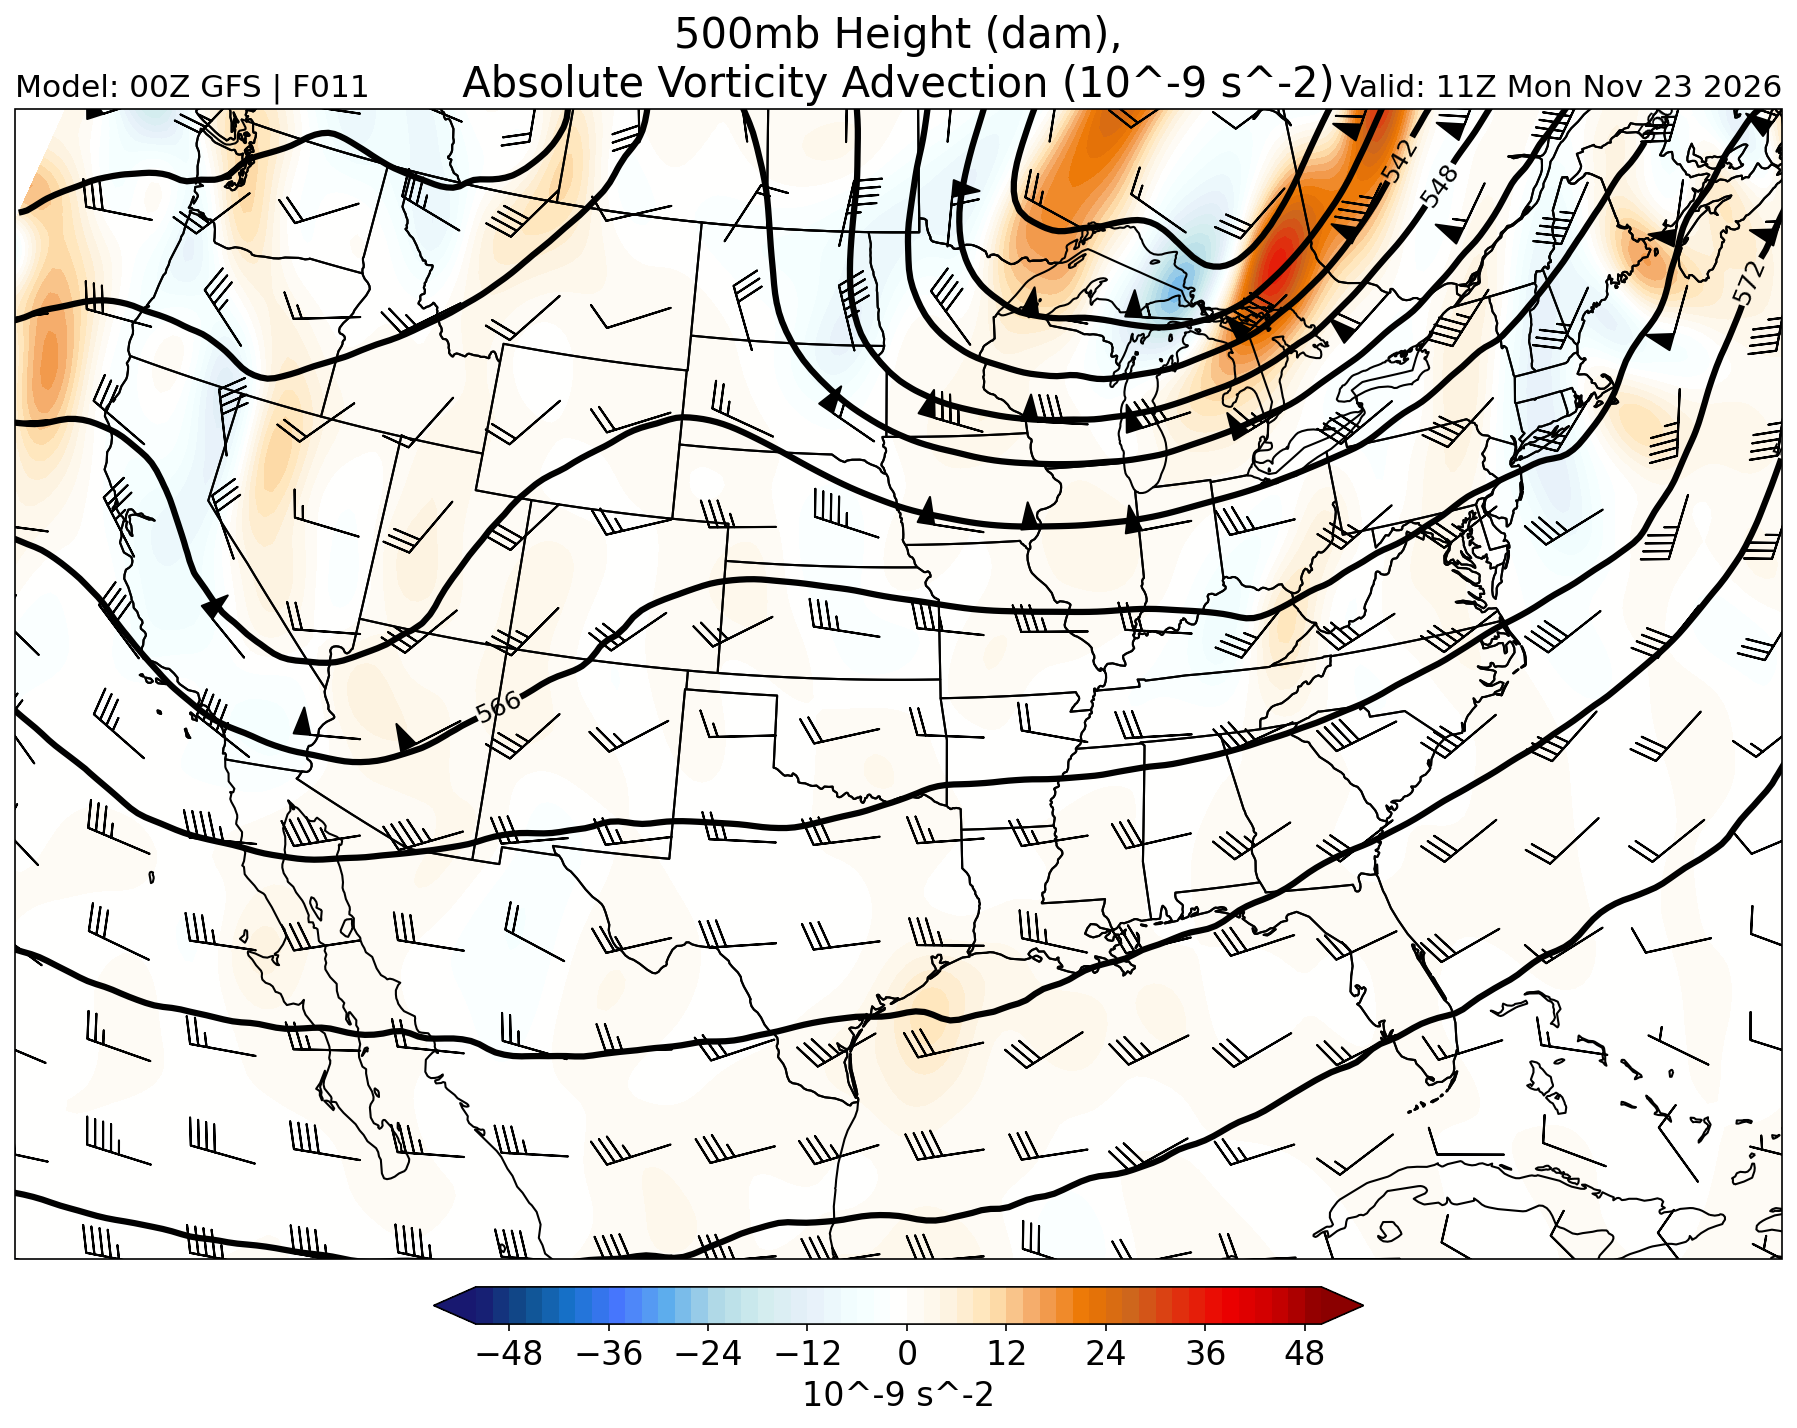 500mb Height (dam),
Model: 00Z GFS | F011
Absolute Vorticity Advection (10^-9 s^-2)
Valid: 11Z Mon Nov 23 2026
542
548
572
566
−48 −36 −24 −12 0 12 24 36 48
10^-9 s^-2